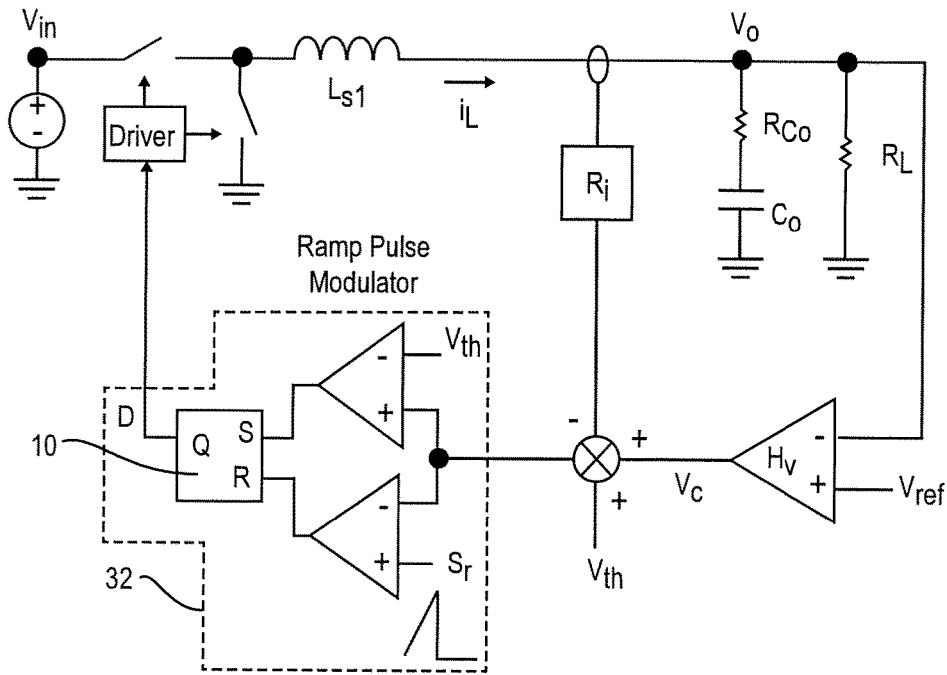 Vin
Vo
+
-
Ls1
iL
Driver
RCo
RL
Ri
Co
Ramp Pulse
Modulator
Vth
-
+
D
10
Q
S
R
-
+
Vc
Hv
-
+
Vref
+
Vth
-
+
Sr
32